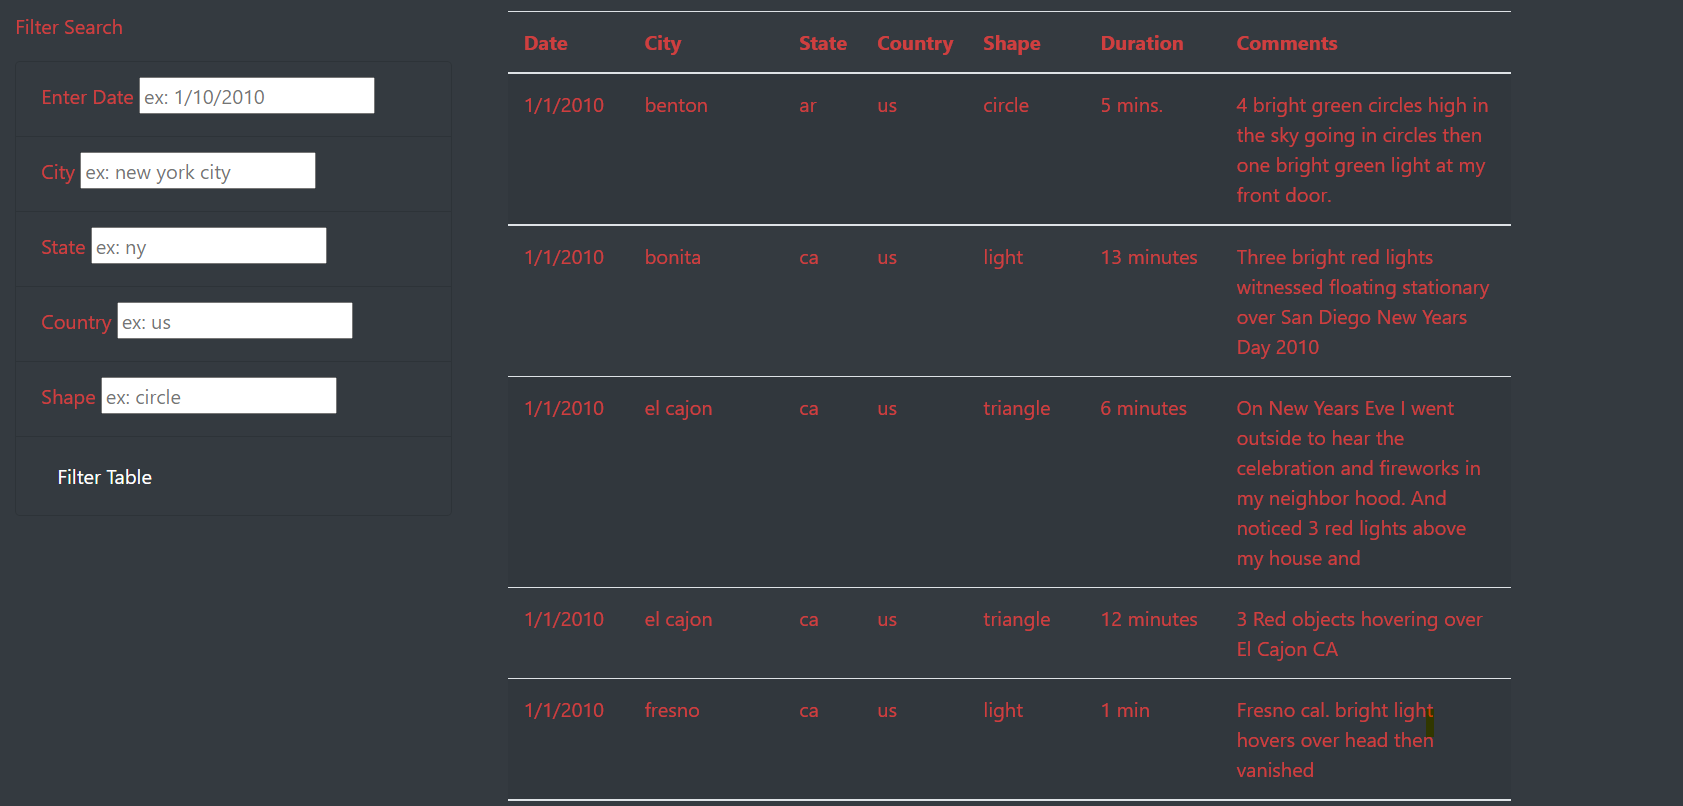 Filter Search
Enter Date ex: 1/10/2010
City ex: new york city
State ex: ny
Country ex: us
Shape ex: circle
Filter Table
Date City State Country Shape Duration Comments
1/1/2010 benton ar us circle 5 mins. 4 bright green circles high in
the sky going in circles then
one bright green light at my
front door.
1/1/2010 bonita ca us light 13 minutes Three bright red lights
witnessed floating stationary
over San Diego New Years
Day 2010
1/1/2010 el cajon ca us triangle 6 minutes On New Years Eve I went
outside to hear the
celebration and fireworks in
my neighbor hood. And
noticed 3 red lights above
my house and
1/1/2010 el cajon ca us triangle 12 minutes 3 Red objects hovering over
El Cajon CA
1/1/2010 fresno ca us light 1 min Fresno cal. bright light
hovers over head then
vanished